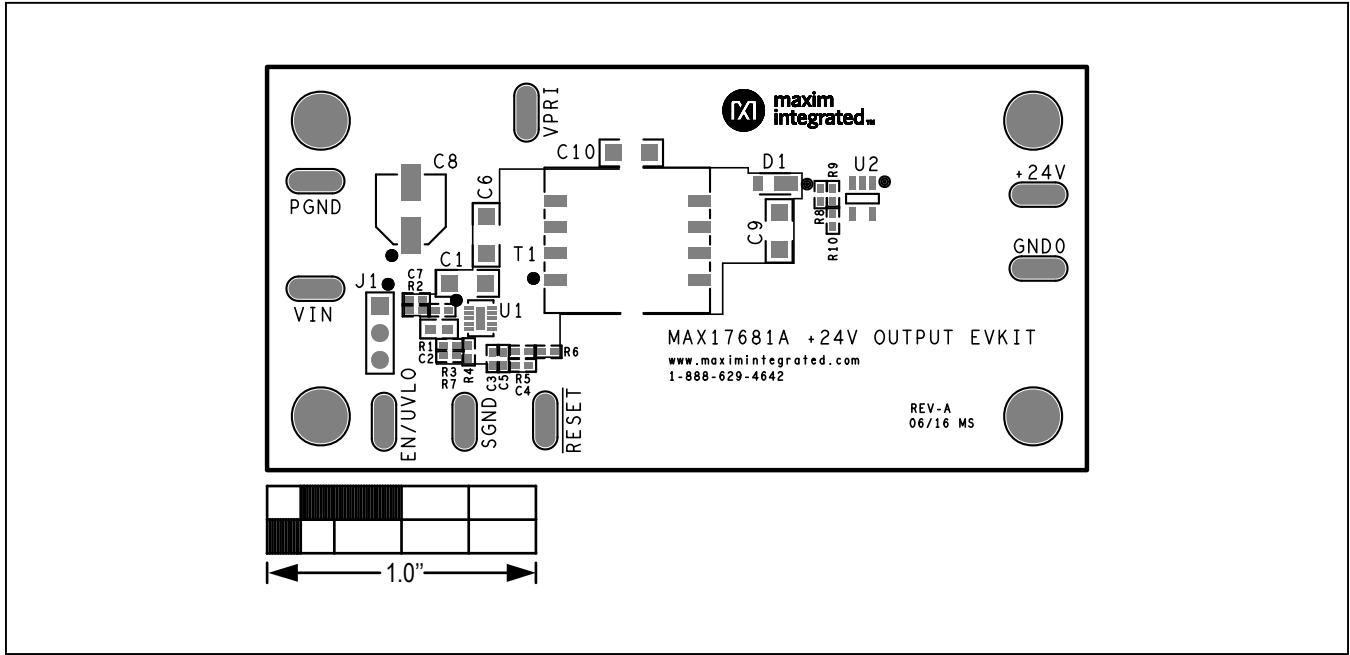 maxim
integrated™
VPRI
C10
C8
D1
R9
U2
+24V
PGND
C6
R8
R10
C9
GND0
T1
C1
J1
C7
R2
VIN
U1
MAX17681A +24V OUTPUT EVKIT
www.maximintegrated.com
1-888-629-4642
R1
C2
R3
R7
R4
C3
C5
R5
C4
R6
REV-A
06/16 MS
EN/UVLO
SGND
RESET
1.0”